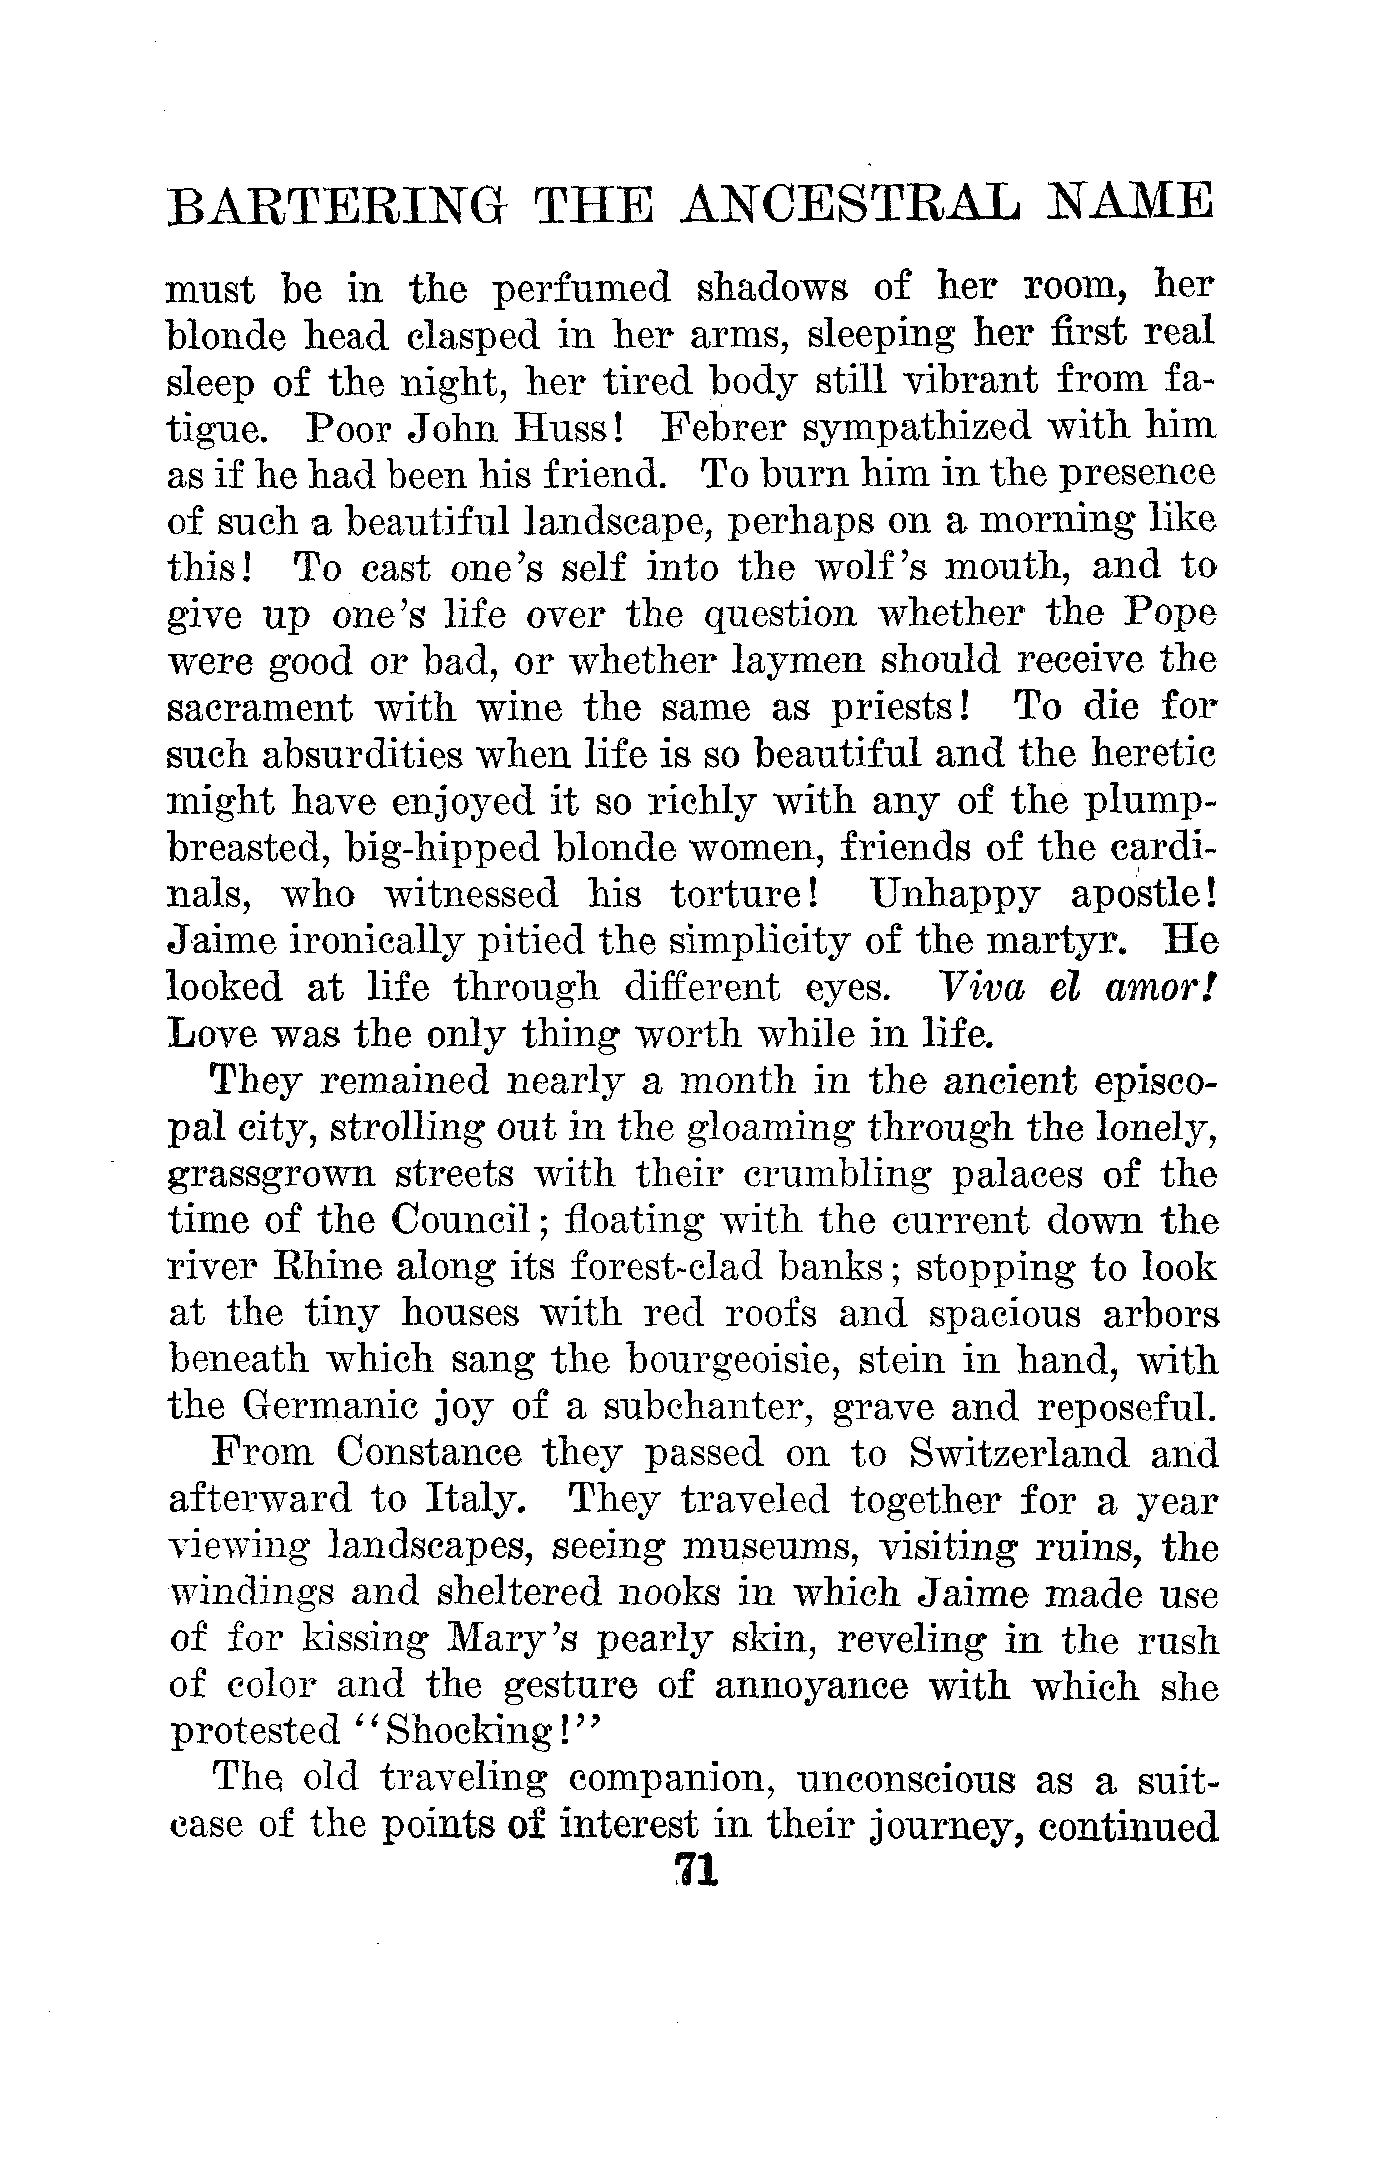 BARTERING THE ANCESTRAL NAME
must be in the perfumed shadows of her room, her
blonde head clasped in her arms, sleeping her first real
sleep of the night, her tired body still vibrant from fa-
tigue. Poor John Huss! Febrer sympathized with him
as if he had been his friend. To burn him in the presence
of such a beautiful landscape, perhaps on a morning like
this! To cast one's self into the wolf's mouth, and to
give up one's life over the question whether the Pope
were good or bad, or whether laymen should receive the
sacrament with wine the same as priests! To die for
such absurdities when life is so beautiful and the heretic
might have enjoyed it so richly with any of the plump-
breasted, big-hipped blonde women, friends of the cardi-
nals, who witnessed his torture! Unhappy apostle!
Jaime ironically pitied the simplicity of the martyr. He
looked at life through different eyes. Viva el amor!
Love was the only thing worth while in life.
They remained nearly a month in the ancient episco-
pal city, strolling out in the gloaming through the lonely,
grassgrown streets with their crumbling palaces of the
time of the Council; floating with the current down the
river Rhine along its forest-clad banks; stopping to look
at the tiny houses with red roofs and spacious arbors
beneath which sang the bourgeoisie, stein in hand, with
the Germanic joy of a subchanter, grave and reposeful.
From Constance they passed on to Switzerland and
afterward to Italy. They traveled together for a year
viewing landscapes, seeing museums, visiting ruins, the
windings and sheltered nooks in which Jaime made use
of for kissing Mary's pearly skin, reveling in the rush
of color and the gesture of annoyance with which she
protested "Shocking!"
The old traveling companion, unconscious as a suit-
case of the points of interest in their journey, continued
71